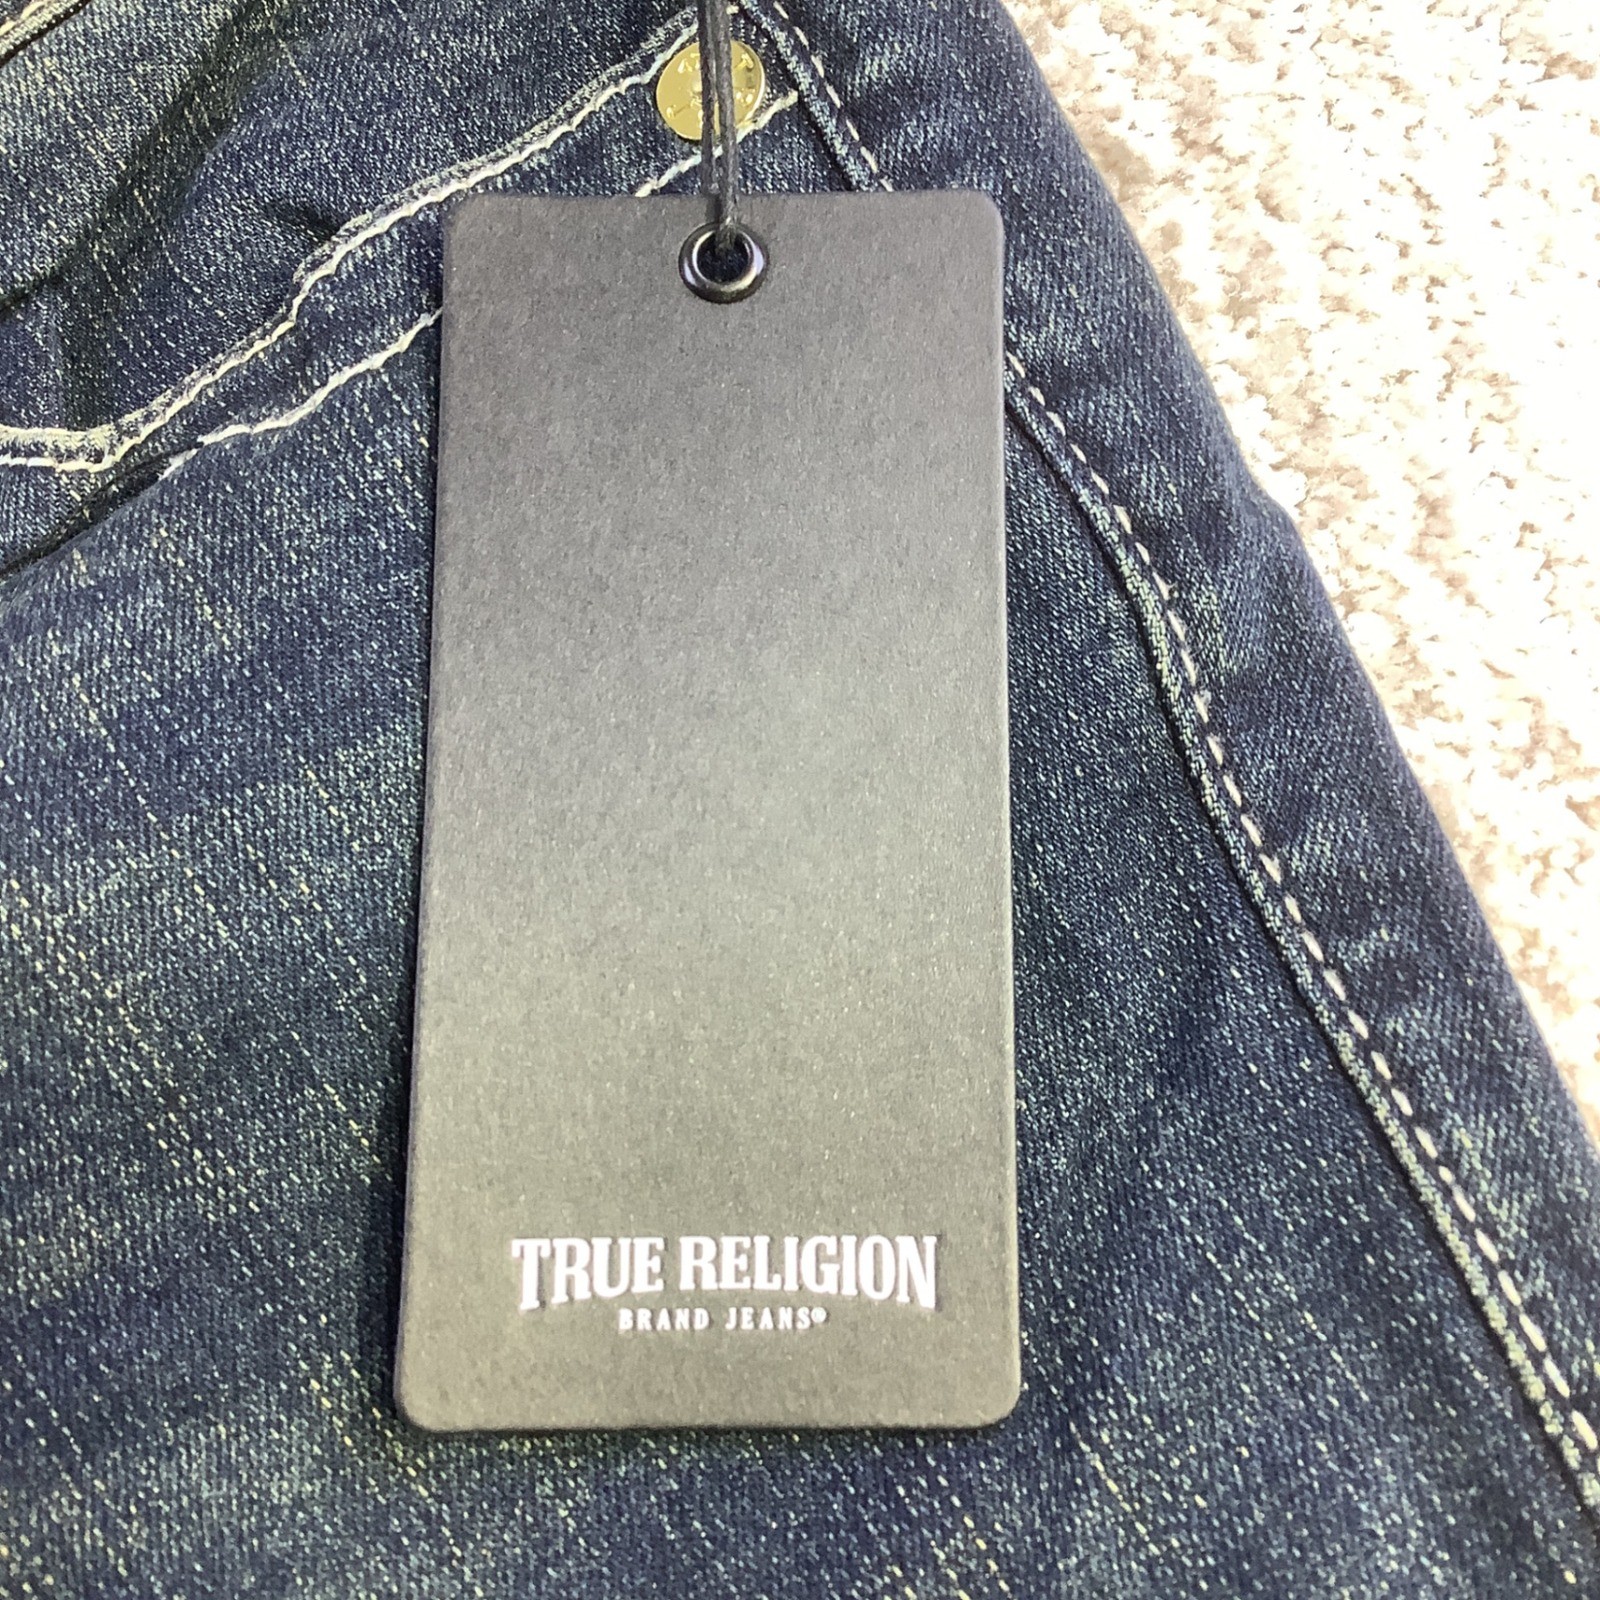 TRUE RELIGION
BRAND JEANS®